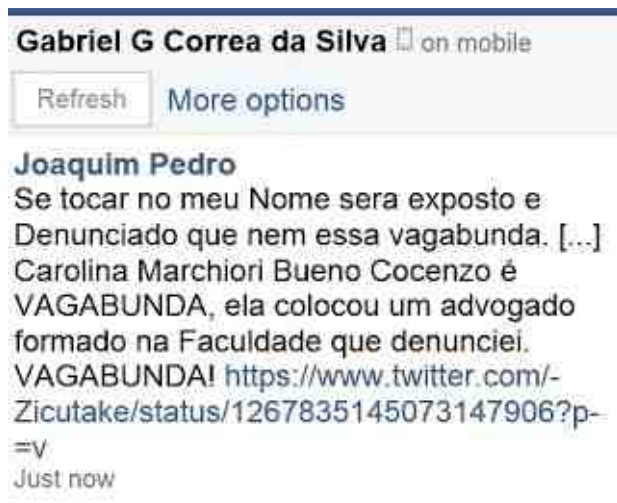 Gabriel G Correa da Silva on mobile
Refresh More options
Joaquim Pedro
Se tocar no meu Nome sera exposto e
Denunciado que nem essa vagabunda. [...]
Carolina Marchiori Bueno Cocenzo é
VAGABUNDA, ela colocou um advogado
formado na Faculdade que denunciei.
VAGABUNDA! https://www.twitter.com/-
Zicutake/status/1267835145073147906?p-
=v
Just now